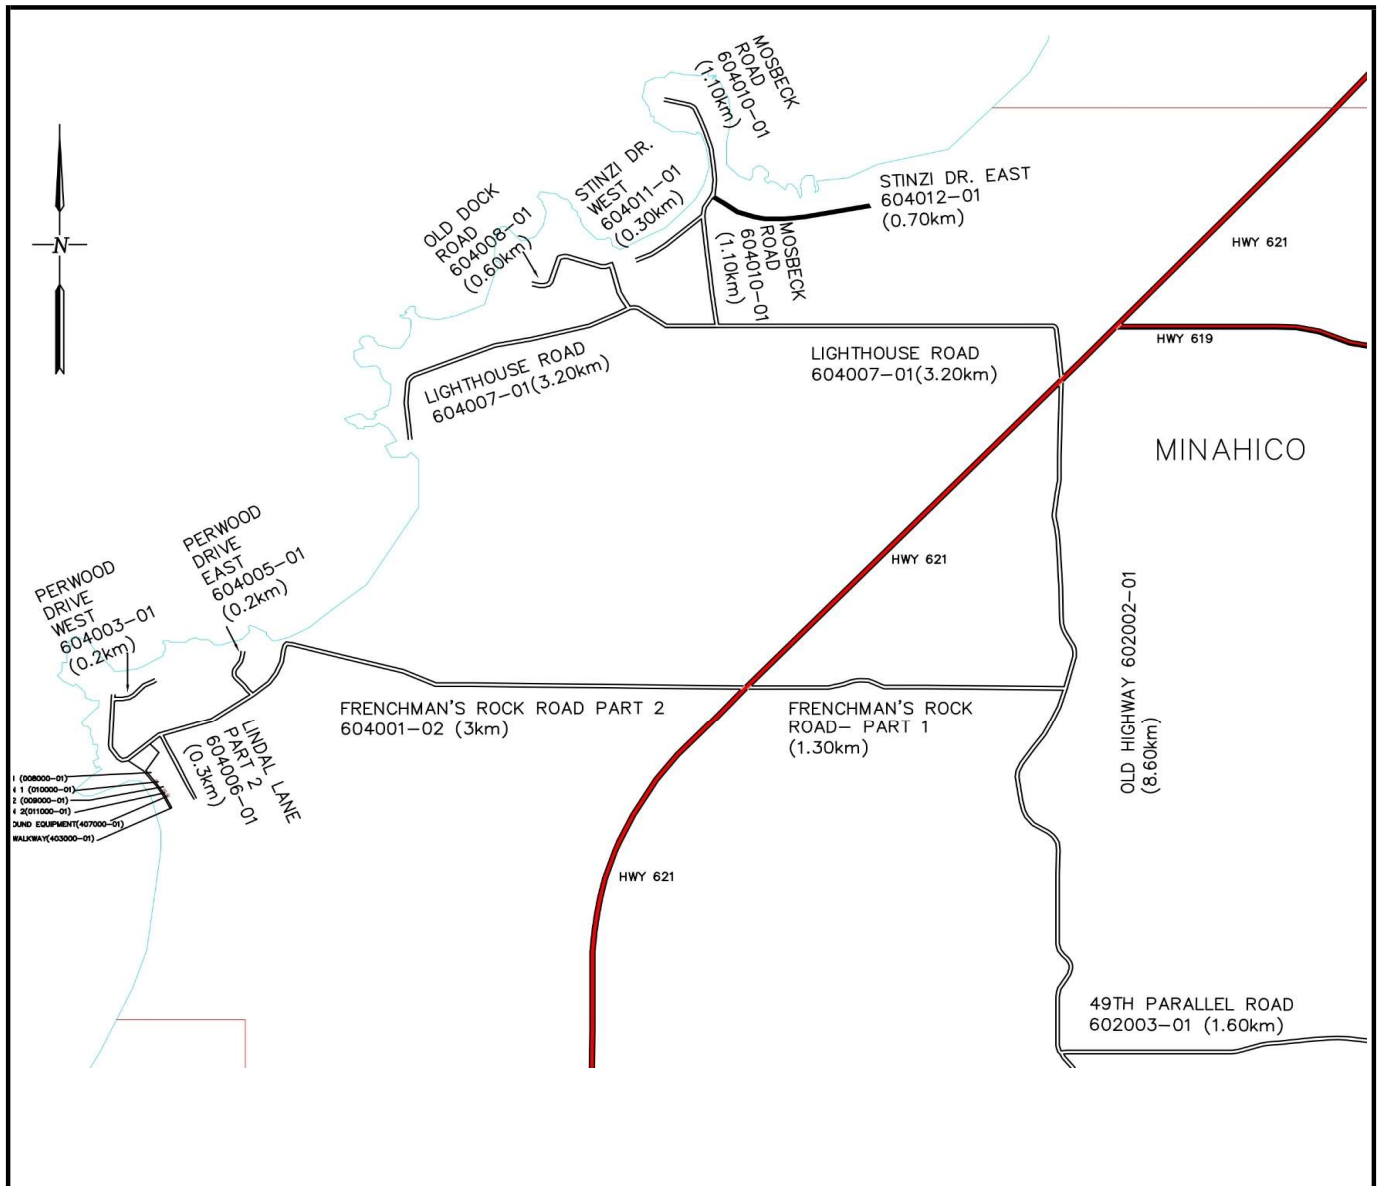 MOSBECK
ROAD
604010-01
(1.10km)
STINZI DR.
WEST
604011-01
(0.30km)
STINZI DR. EAST
604012-01
(0.70km)
OLD DOCK
ROAD
604008-01
(0.60km)
N
MOSBECK
ROAD
604010-01
(1.10km)
HWY 621
HWY 619
LIGHTHOUSE ROAD
604007-01(3.20km)
LIGHTHOUSE ROAD
604007-01(3.20km)
MINAHICO
PERWOOD
DRIVE
EAST
604005-01
(0.2km)
HWY 621
PERWOOD
DRIVE
WEST
604003-01
(0.2km)
OLD HIGHWAY 602002-01
(8.60km)
FRENCHMAN'S ROCK ROAD PART 2
604001-02 (3km)
FRENCHMAN'S ROCK
ROAD- PART 1
(1.30km)
LINDAL LANE
PART 2
604006-01
(0.3km)
(008000-01)
1 (010000-01)
2 (009000-01)
2(011000-01)
EQUIPMENT(407000-01)
WALKWAY(403000-01)
HWY 621
49TH PARALLEL ROAD
602003-01 (1.60km)